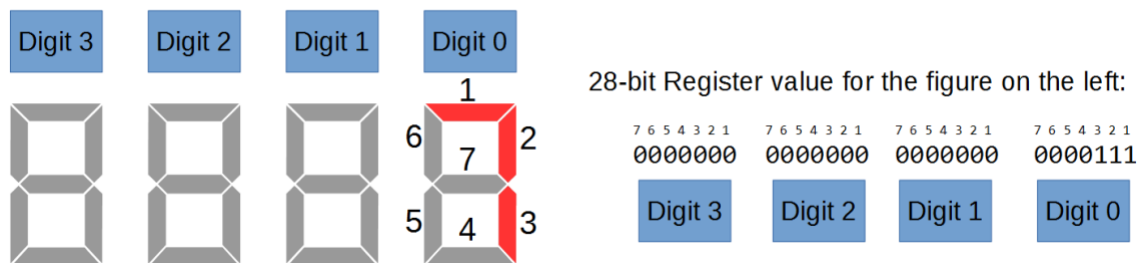 Digit 3 Digit 2 Digit 1 Digit 0
1
6 2
7
5 3
4
28-bit Register value for the figure on the left:
7 6 5 4 3 2 1 7 6 5 4 3 2 1 7 6 5 4 3 2 1 7 6 5 4 3 2 1
0000000 0000000 0000000 0000111
Digit 3 Digit 2 Digit 1 Digit 0